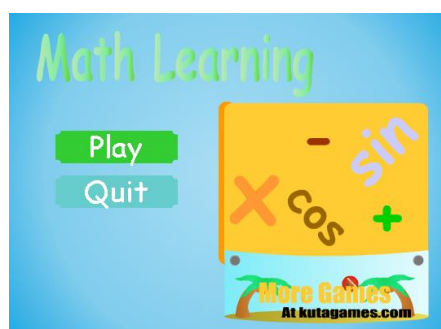 Math Learning
Play
Quit
-
sin
×
cos
+
More Games
At kutagames.com